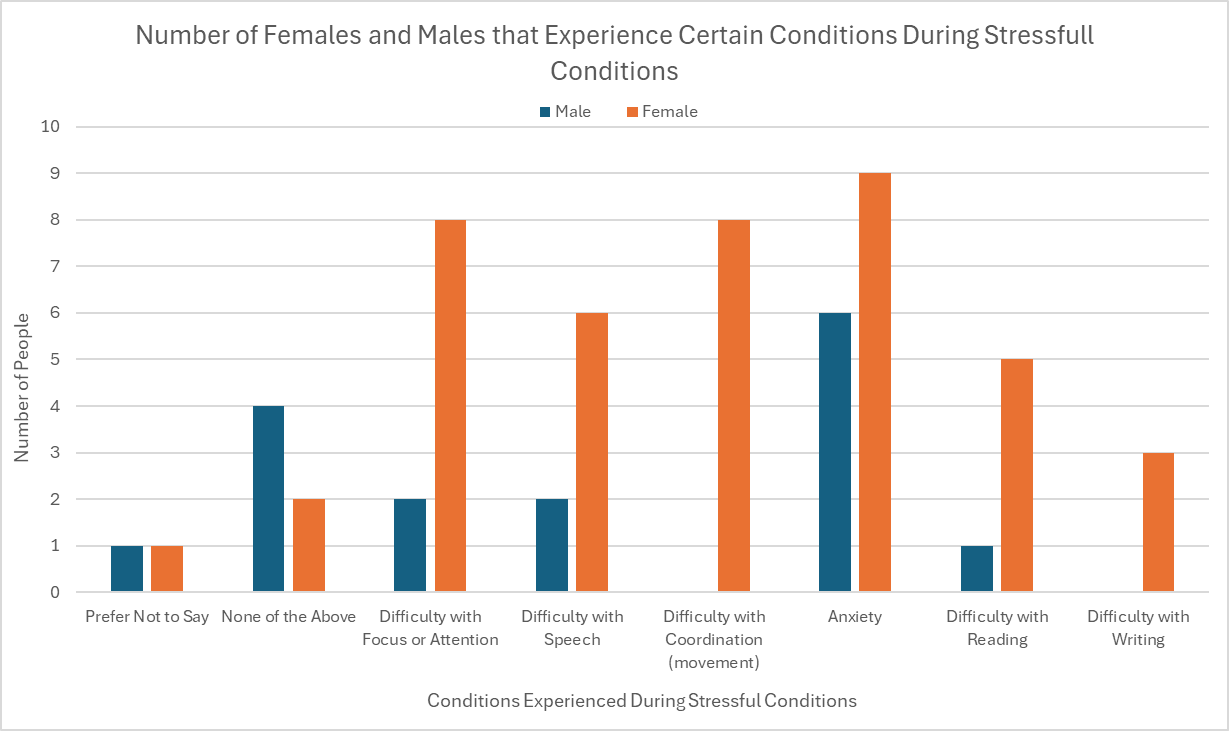 Number of Females and Males that Experience Certain Conditions During Stressfull
Conditions
Male Female
10
9
8
7
6
5
4
3
2
1
0
Number of People
Prefer Not to Say
None of the Above
Difficulty with
Focus or Attention
Difficulty with
Speech
Difficulty with
Coordination
(movement)
Anxiety
Difficulty with
Reading
Difficulty with
Writing
Conditions Experienced During Stressful Conditions